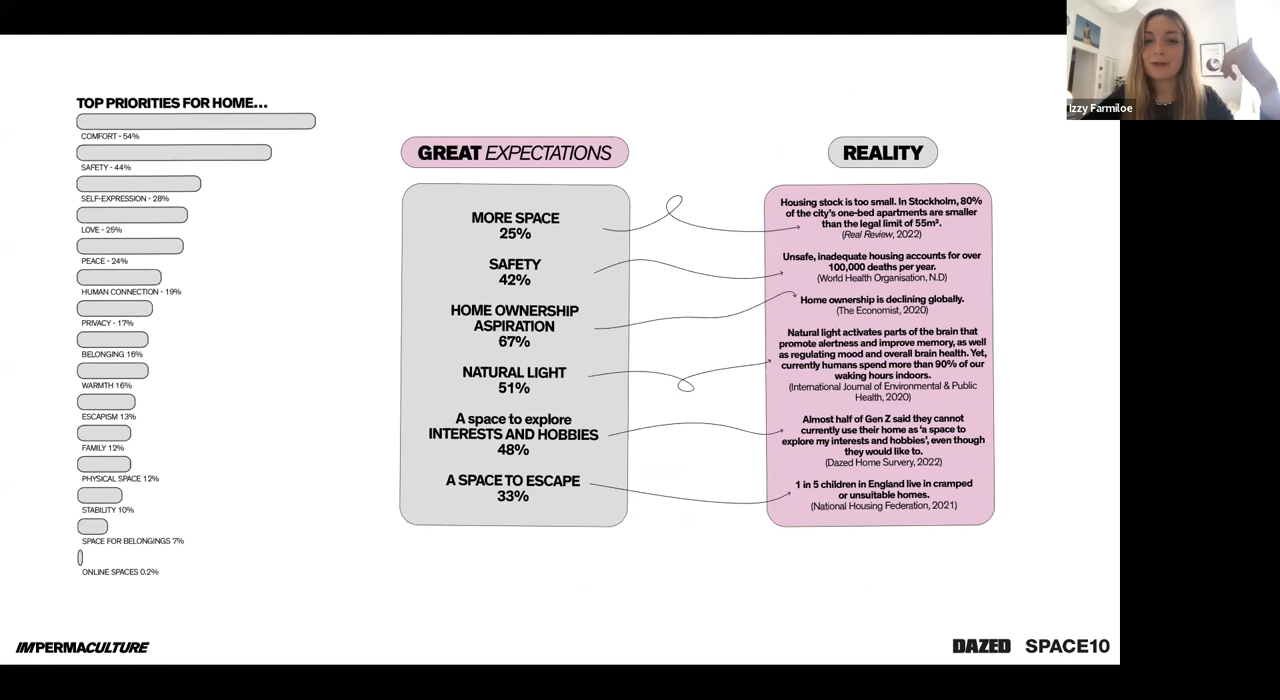 TOP PRIORITIES FOR HOME...
COMFORT - 54%
SAFETY - 44%
SELF-EXPRESSION - 28%
LOVE - 25%
PEACE - 24%
HUMAN CONNECTION - 19%
PRIVACY - 17%
BELONGING 16%
WARMTH 16%
ESCAPISM 13%
FAMILY 12%
PHYSICAL SPACE 12%
STABILITY 10%
SPACE FOR BELONGINGS 7%
ONLINE SPACES 0.2%
GREAT EXPECTATIONS
MORE SPACE
25%
SAFETY
42%
HOME OWNERSHIP
ASPIRATION
67%
NATURAL LIGHT
51%
A space to explore
INTERESTS AND HOBBIES
48%
A SPACE TO ESCAPE
33%
REALITY
Housing stock is too small. In Stockholm, 80%
of the city's one-bed apartments are smaller
than the legal limit of 55m².
(Real Review, 2022)
Unsafe, inadequate housing accounts for over
100,000 deaths per year.
(World Health Organisation, N.D)
Home ownership is declining globally.
(The Economist, 2020)
Natural light activates parts of the brain that
promote alertness and improve memory, as well
as regulating mood and overall brain health. Yet,
currently humans spend more than 90% of our
waking hours indoors.
(International Journal of Environmental & Public
Health, 2020)
Almost half of Gen Z said they cannot
currently use their home as 'a space to
explore my interests and hobbies', even though
they would like to.
(Dazed Home Survery, 2022)
1 in 5 children in England live in cramped
or unsuitable homes.
(National Housing Federation, 2021)
Izzy Farmiloe
IMPERMACULTURE
DAZED SPACE10